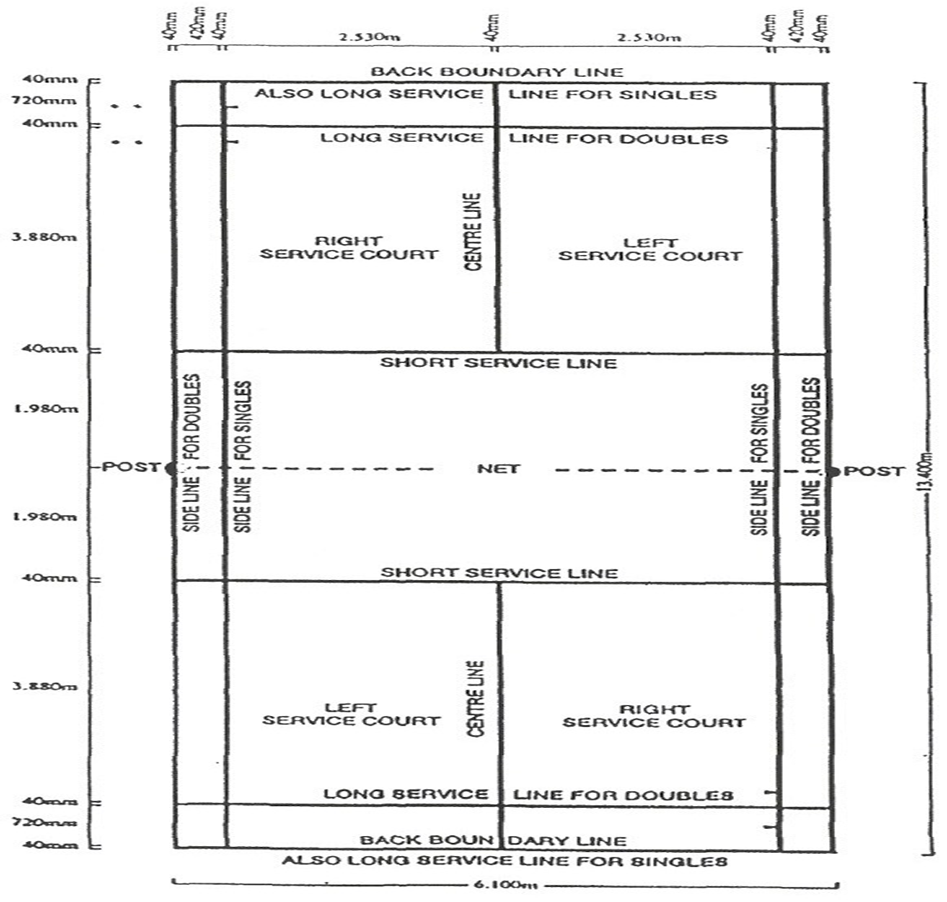 40mm 420mm 40mm 2.530m 40mm 2.530m 40mm 420mm 40mm
BACK BOUNDARY LINE
40mm
ALSO LONG SERVICE LINE FOR SINGLES
720mm
40mm
LONG SERVICE LINE FOR DOUBLES
CENTRE LINE
3.880m
RIGHT
SERVICE COURT
LEFT
SERVICE COURT
40mm
SHORT SERVICE LINE
1.980m
SIDE LINE FOR DOUBLES
SIDE LINE FOR SINGLES
SIDE LINE FOR SINGLES
SIDE LINE FOR DOUBLES
POST NET POST
13.400m
1.980m
40mm
SHORT SERVICE LINE
CENTRE LINE
3.880m
LEFT
SERVICE COURT
RIGHT
SERVICE COURT
40mm
LONG SERVICE LINE FOR DOUBLES
720mm
40mm
BACK BOUNDARY LINE
ALSO LONG SERVICE LINE FOR SINGLES
6.100m